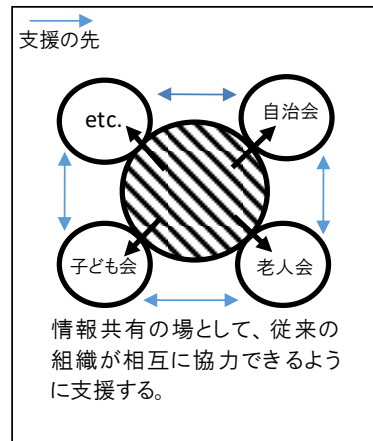 支援の先
etc.
自治会
子ども会
老人会
情報共有の場として、従来の
組織が相互に協力できるよう
に支援する。